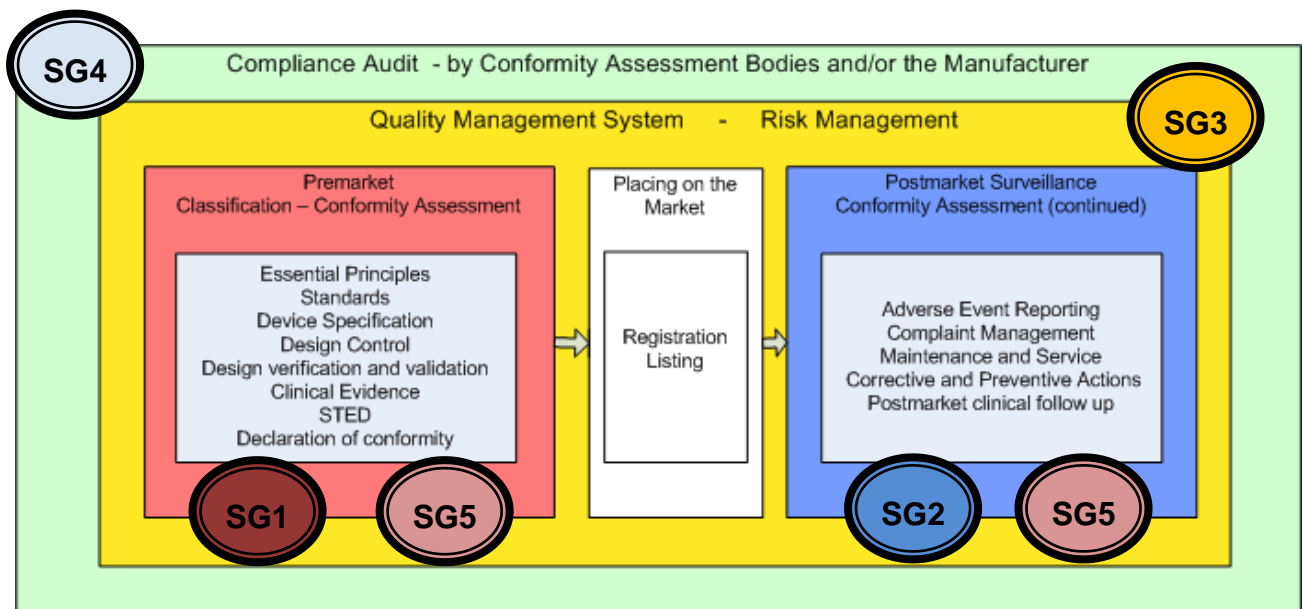 SG4
Compliance Audit - by Conformity Assessment Bodies and/or the Manufacturer
SG3
Quality Management System - Risk Management
Premarket
Classification – Conformity Assessment
Essential Principles
Standards
Device Specification
Design Control
Design verification and validation
Clinical Evidence
STED
Declaration of conformity
SG1
SG5
Placing on the
Market
Registration
Listing
Postmarket Surveillance
Conformity Assessment (continued)
Adverse Event Reporting
Complaint Management
Maintenance and Service
Corrective and Preventive Actions
Postmarket clinical follow up
SG2
SG5